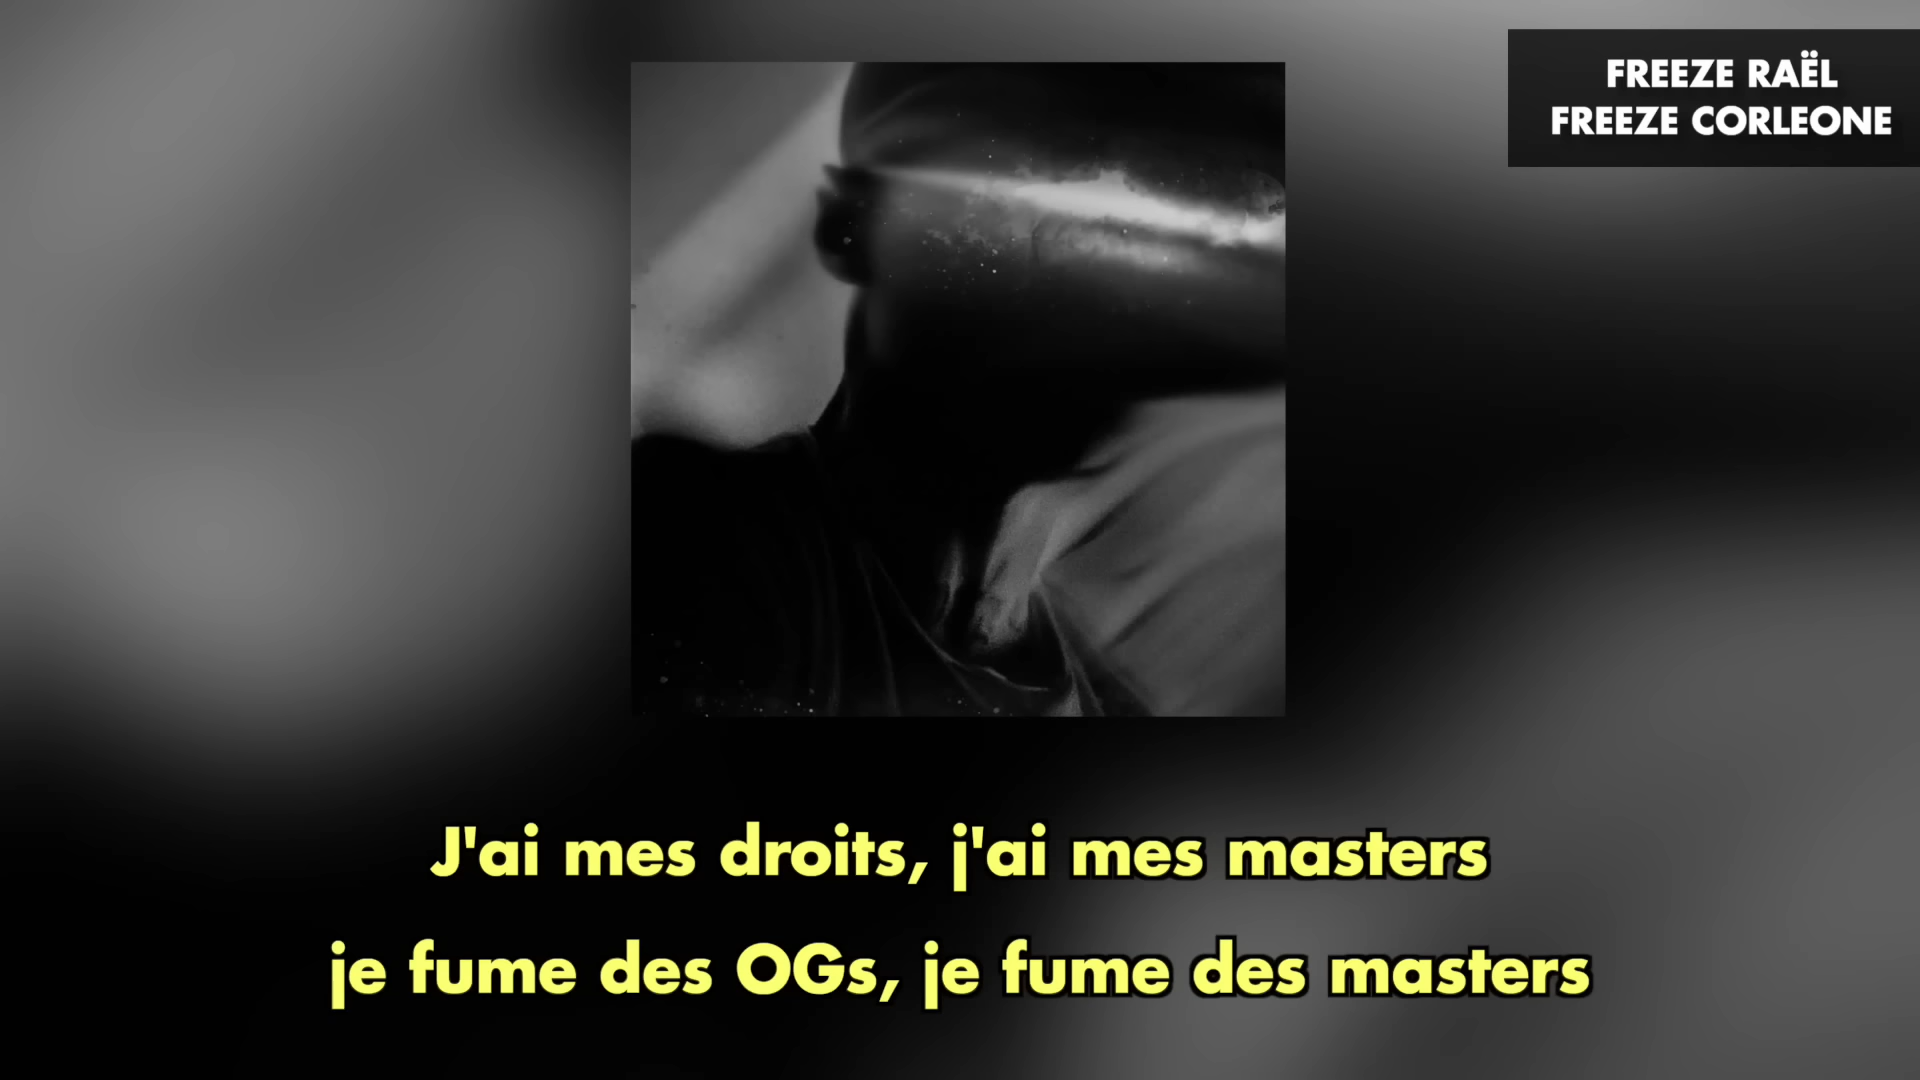 FREEZE RAËL
FREEZE CORLEONE
J'ai mes droits, j'ai mes masters
je fume des OGs, je fume des masters